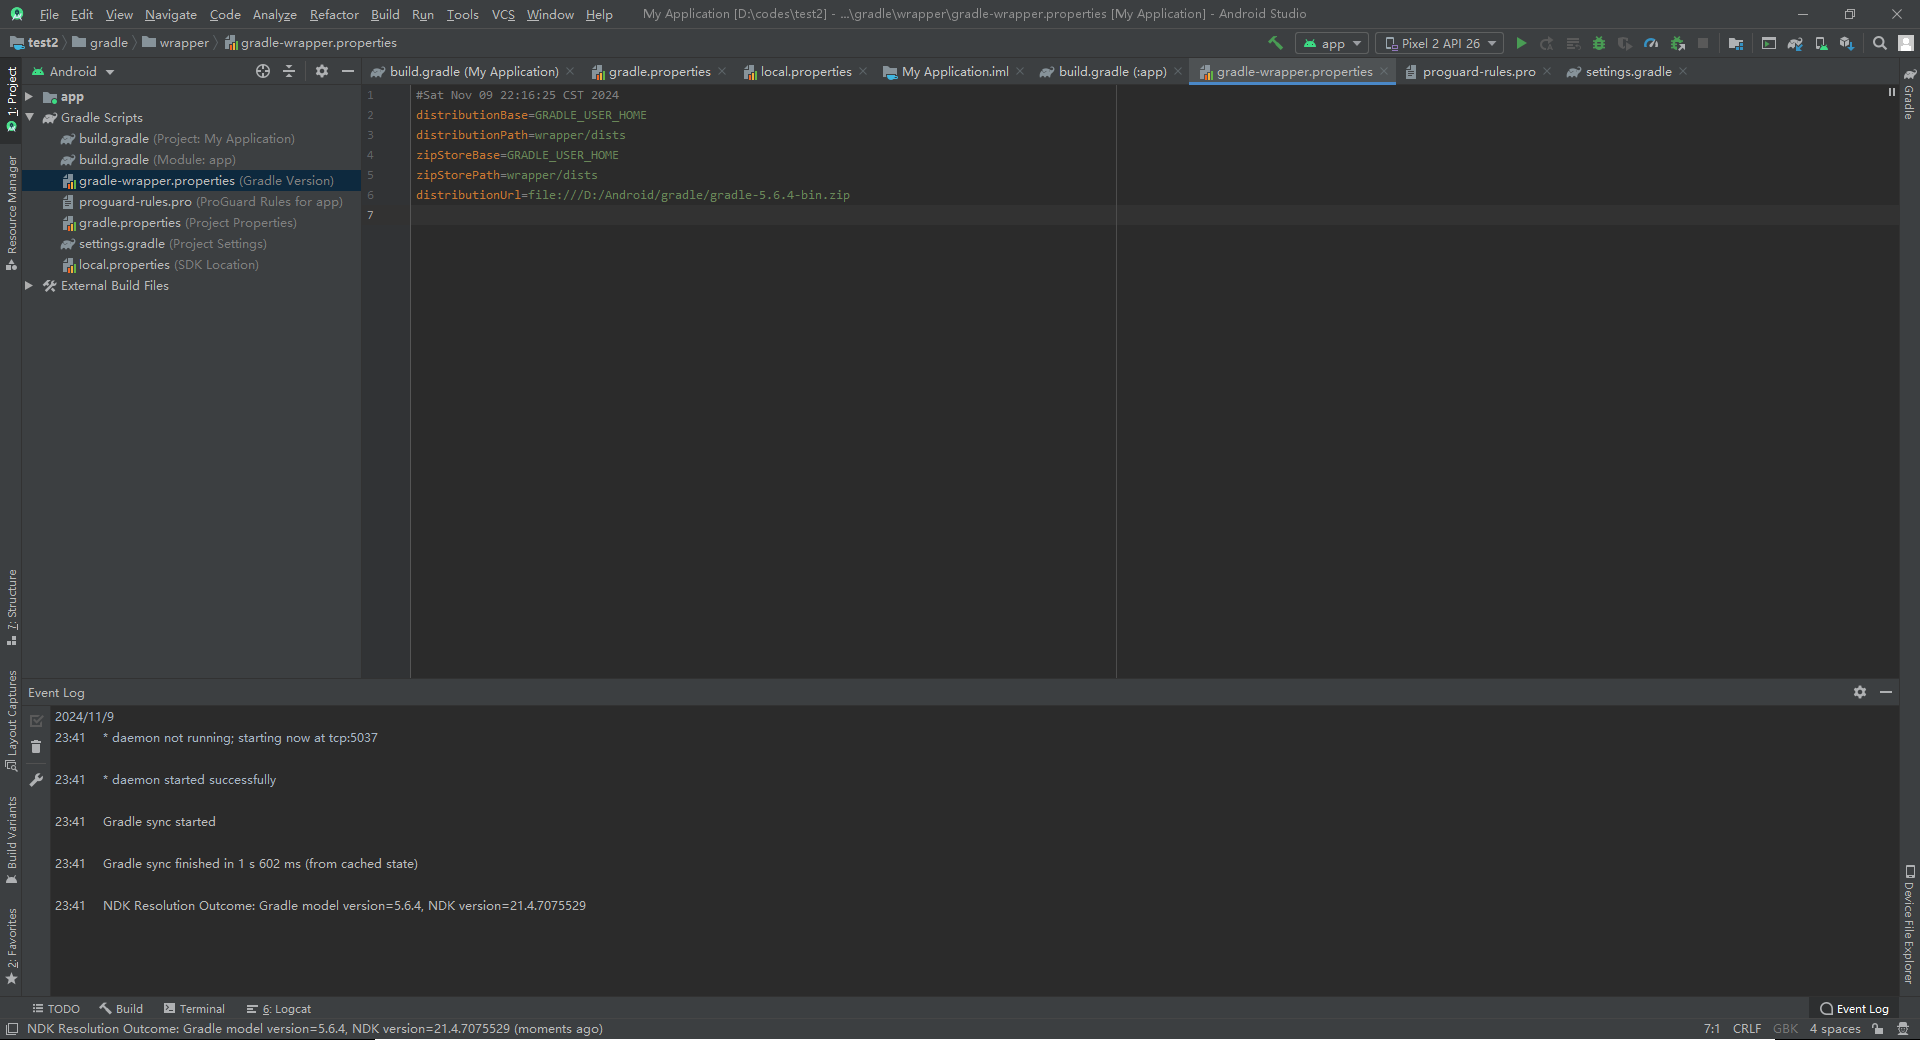 File Edit View Navigate Code Analyze Refactor Build Run Tools VCS Window Help My Application [D:\codes\test2] - ...\gradle\wrapper\gradle-wrapper.properties [My Application] - Android Studio
test2 gradle wrapper gradle-wrapper.properties app Pixel 2 API 26
Android build.gradle (My Application) gradle.properties local.properties My Application.iml build.gradle (:app) gradle-wrapper.properties proguard-rules.pro settings.gradle
1: Project
Resource Manager
7: Structure
Layout Captures
Build Variants
2: Favorites
app
Gradle Scripts
build.gradle (Project: My Application)
build.gradle (Module: app)
gradle-wrapper.properties (Gradle Version)
proguard-rules.pro (ProGuard Rules for app)
gradle.properties (Project Properties)
settings.gradle (Project Settings)
local.properties (SDK Location)
External Build Files
1 #Sat Nov 09 22:16:25 CST 2024
2 distributionBase=GRADLE_USER_HOME
3 distributionPath=wrapper/dists
4 zipStoreBase=GRADLE_USER_HOME
5 zipStorePath=wrapper/dists
6 distributionUrl=file:///D:/Android/gradle/gradle-5.6.4-bin.zip
7
Gradle
Device File Explorer
Event Log
2024/11/9
23:41 * daemon not running; starting now at tcp:5037
23:41 * daemon started successfully
23:41 Gradle sync started
23:41 Gradle sync finished in 1 s 602 ms (from cached state)
23:41 NDK Resolution Outcome: Gradle model version=5.6.4, NDK version=21.4.7075529
TODO Build Terminal 6: Logcat Event Log
NDK Resolution Outcome: Gradle model version=5.6.4, NDK version=21.4.7075529 (moments ago) 7:1 CRLF GBK 4 spaces